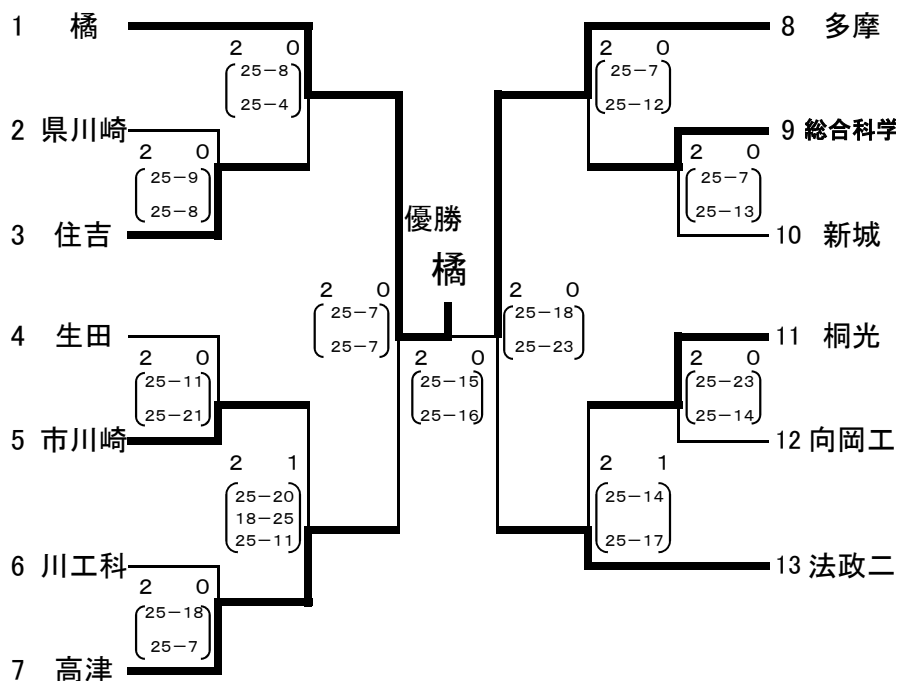 1 橘
2 0
25-8
25-4
2 県川崎
2 0
25-9
25-8
3 住吉
4 生田
2 0
25-11
25-21
5 市川崎
2 1
25-20
18-25
25-11
6 川工科
2 0
25-18
25-7
7 高津
2 0
25-7
25-7
優勝
橘
2 0
25-15
25-16
2 0
25-18
25-23
8 多摩
2 0
25-7
25-12
9 総合科学
2 0
25-7
25-13
10 新城
11 桐光
2 0
25-23
25-14
12 向岡工
2 1
25-14
25-17
13 法政二